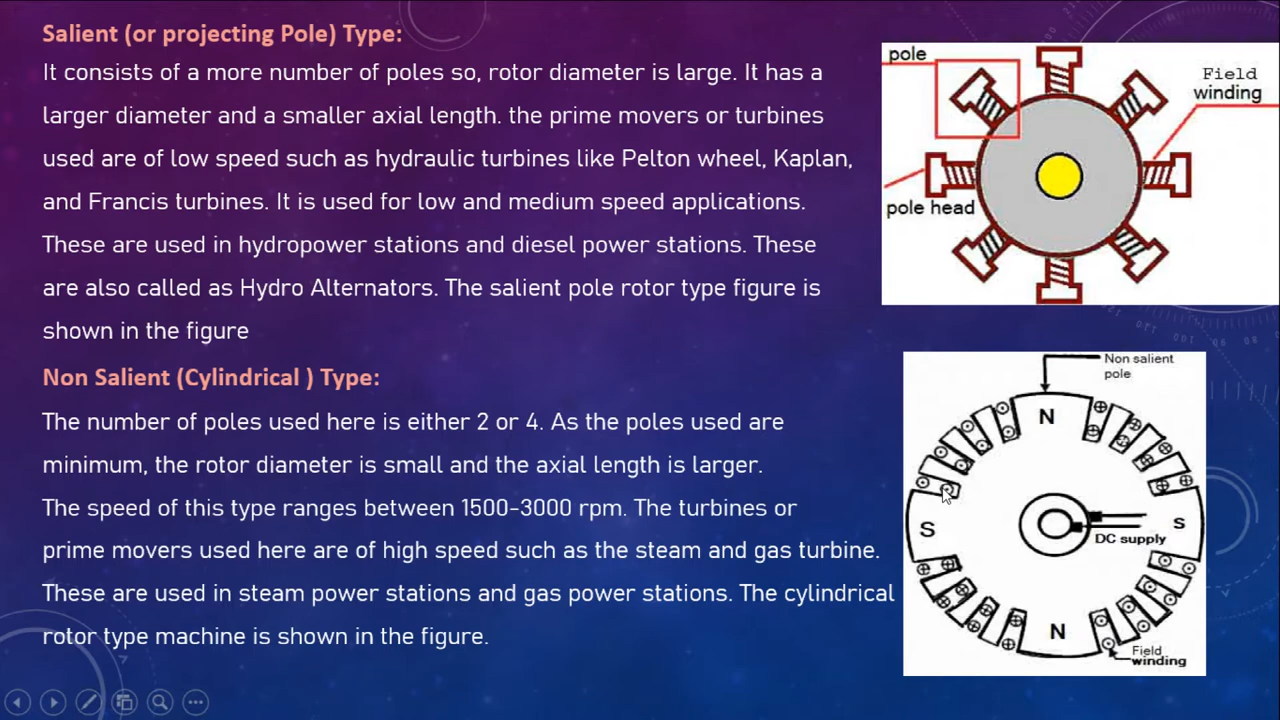 Salient (or projecting Pole) Type:
It consists of a more number of poles so, rotor diameter is large. It has a
larger diameter and a smaller axial length. the prime movers or turbines
used are of low speed such as hydraulic turbines like Pelton wheel, Kaplan,
and Francis turbines. It is used for low and medium speed applications.
These are used in hydropower stations and diesel power stations. These
are also called as Hydro Alternators. The salient pole rotor type figure is
shown in the figure
Non Salient (Cylindrical ) Type:
The number of poles used here is either 2 or 4. As the poles used are
minimum, the rotor diameter is small and the axial length is larger.
The speed of this type ranges between 1500-3000 rpm. The turbines or
prime movers used here are of high speed such as the steam and gas turbine.
These are used in steam power stations and gas power stations. The cylindrical
rotor type machine is shown in the figure.
pole
Field
winding
pole head
Non salient
pole
N
S
S
DC supply
N
Field
winding